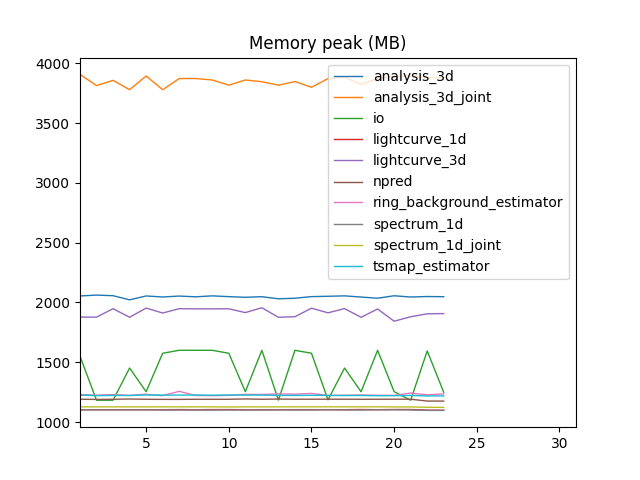 Memory peak (MB)
4000
3500
3000
2500
2000
1500
1000
5
10
15
20
25
30
analysis_3d
analysis_3d_joint
io
lightcurve_1d
lightcurve_3d
npred
ring_background_estimator
spectrum_1d
spectrum_1d_joint
tsmap_estimator